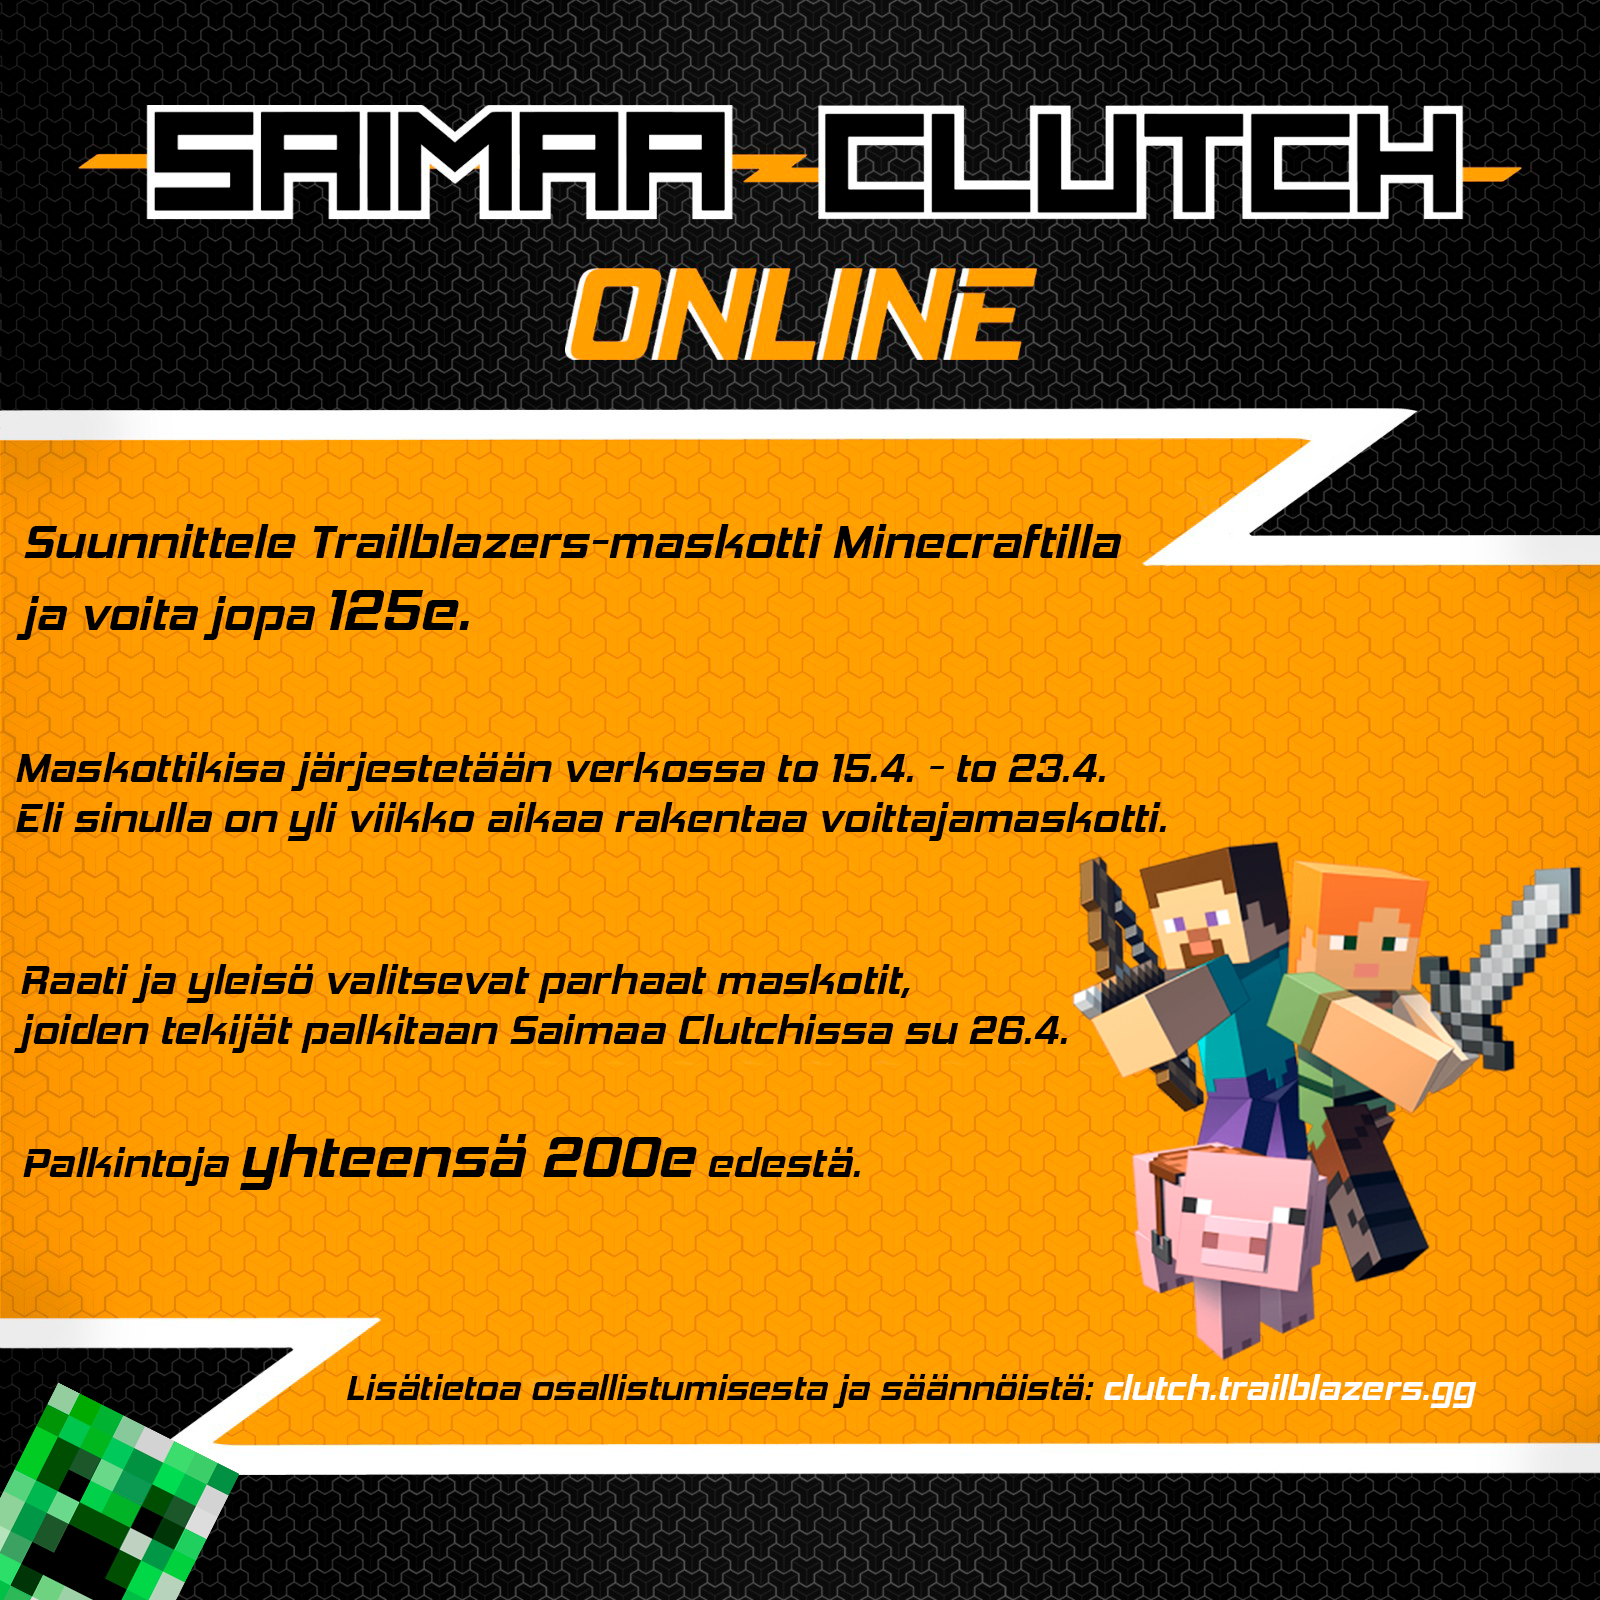 SAIMAA CLUTCH
ONLINE
Suunnittele Trailblazers-maskotti Minecraftilla
ja voita jopa 125e.
Maskottikisa järjestetään verkossa to 15.4. - to 23.4.
Eli sinulla on yli viikko aikaa rakentaa voittajamaskotti.
Raati ja yleisö valitsevat parhaat maskotit,
joiden tekijät palkitaan Saimaa Clutchissa su 26.4.
Palkintoja yhteensä 200e edestä.
Lisätietoa osallistumisesta ja säännöistä: clutch.trailblazers.gg